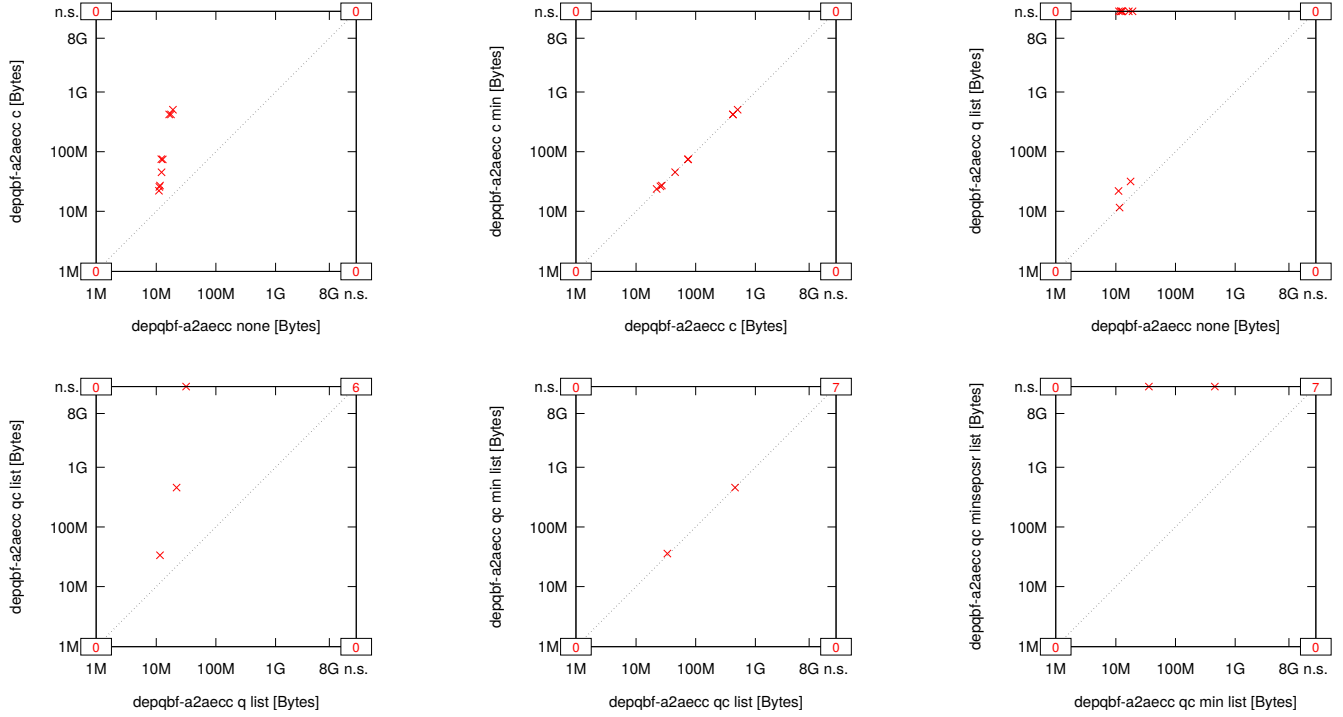 n.s. 0 0
8G
1G
100M
10M
1M 0 0
1M 10M 100M 1G 8G n.s.
depqbf-a2aecc c [Bytes]
depqbf-a2aecc none [Bytes]
n.s. 0 0
8G
1G
100M
10M
1M 0 0
1M 10M 100M 1G 8G n.s.
depqbf-a2aecc c min [Bytes]
depqbf-a2aecc c [Bytes]
n.s. 0 0
8G
1G
100M
10M
1M 0 0
1M 10M 100M 1G 8G n.s.
depqbf-a2aecc q list [Bytes]
depqbf-a2aecc none [Bytes]
n.s. 0 6
8G
1G
100M
10M
1M 0 0
1M 10M 100M 1G 8G n.s.
depqbf-a2aecc qc list [Bytes]
depqbf-a2aecc q list [Bytes]
n.s. 0 7
8G
1G
100M
10M
1M 0 0
1M 10M 100M 1G 8G n.s.
depqbf-a2aecc qc min list [Bytes]
depqbf-a2aecc qc list [Bytes]
n.s. 0 7
8G
1G
100M
10M
1M 0 0
1M 10M 100M 1G 8G n.s.
depqbf-a2aecc qc minsepcsr list [Bytes]
depqbf-a2aecc qc min list [Bytes]